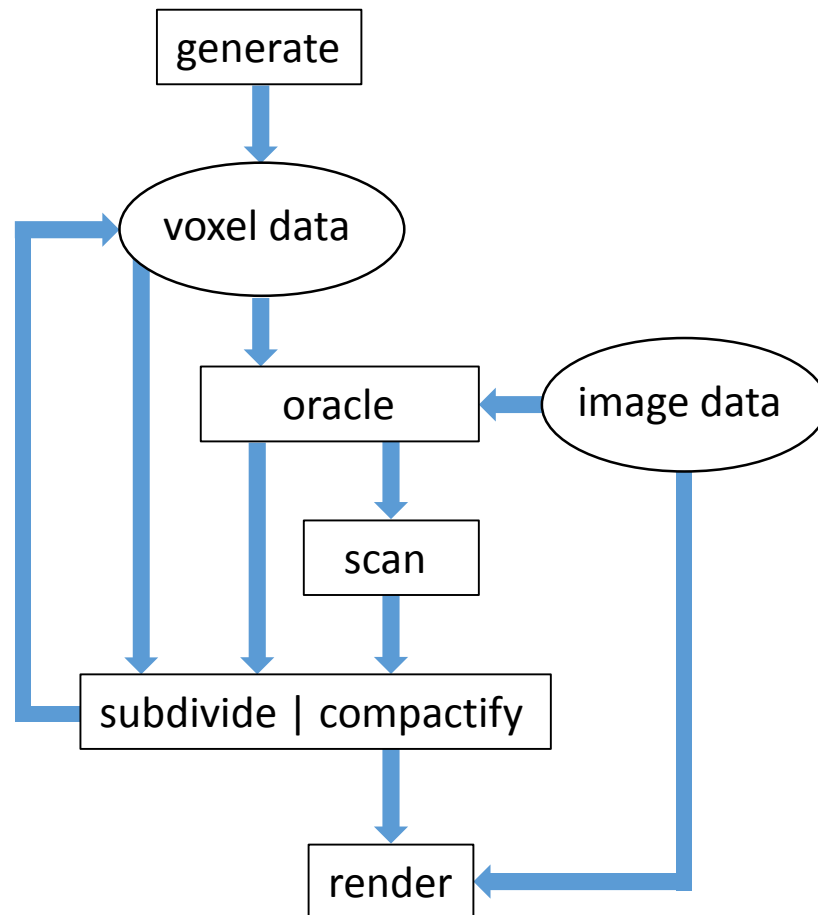 generate
voxel data
oracle
image data
scan
subdivide | compactify
render